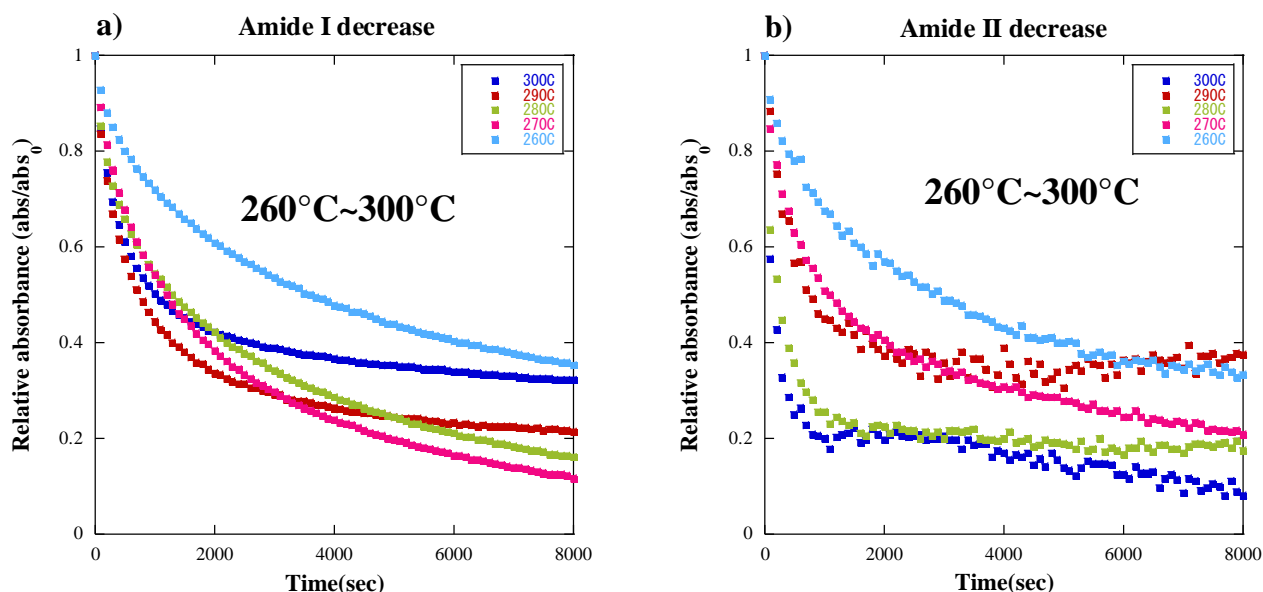 a)
Amide I decrease
300C
290C
280C
270C
260C
260°C~300°C
Relative absorbance (abs/abs₀)
1
0.8
0.6
0.4
0.2
0
0
2000
4000
6000
8000
Time(sec)
b)
Amide II decrease
300C
290C
280C
270C
260C
260°C~300°C
Relative absorbance (abs/abs₀)
1
0.8
0.6
0.4
0.2
0
0
2000
4000
6000
8000
Time(sec)